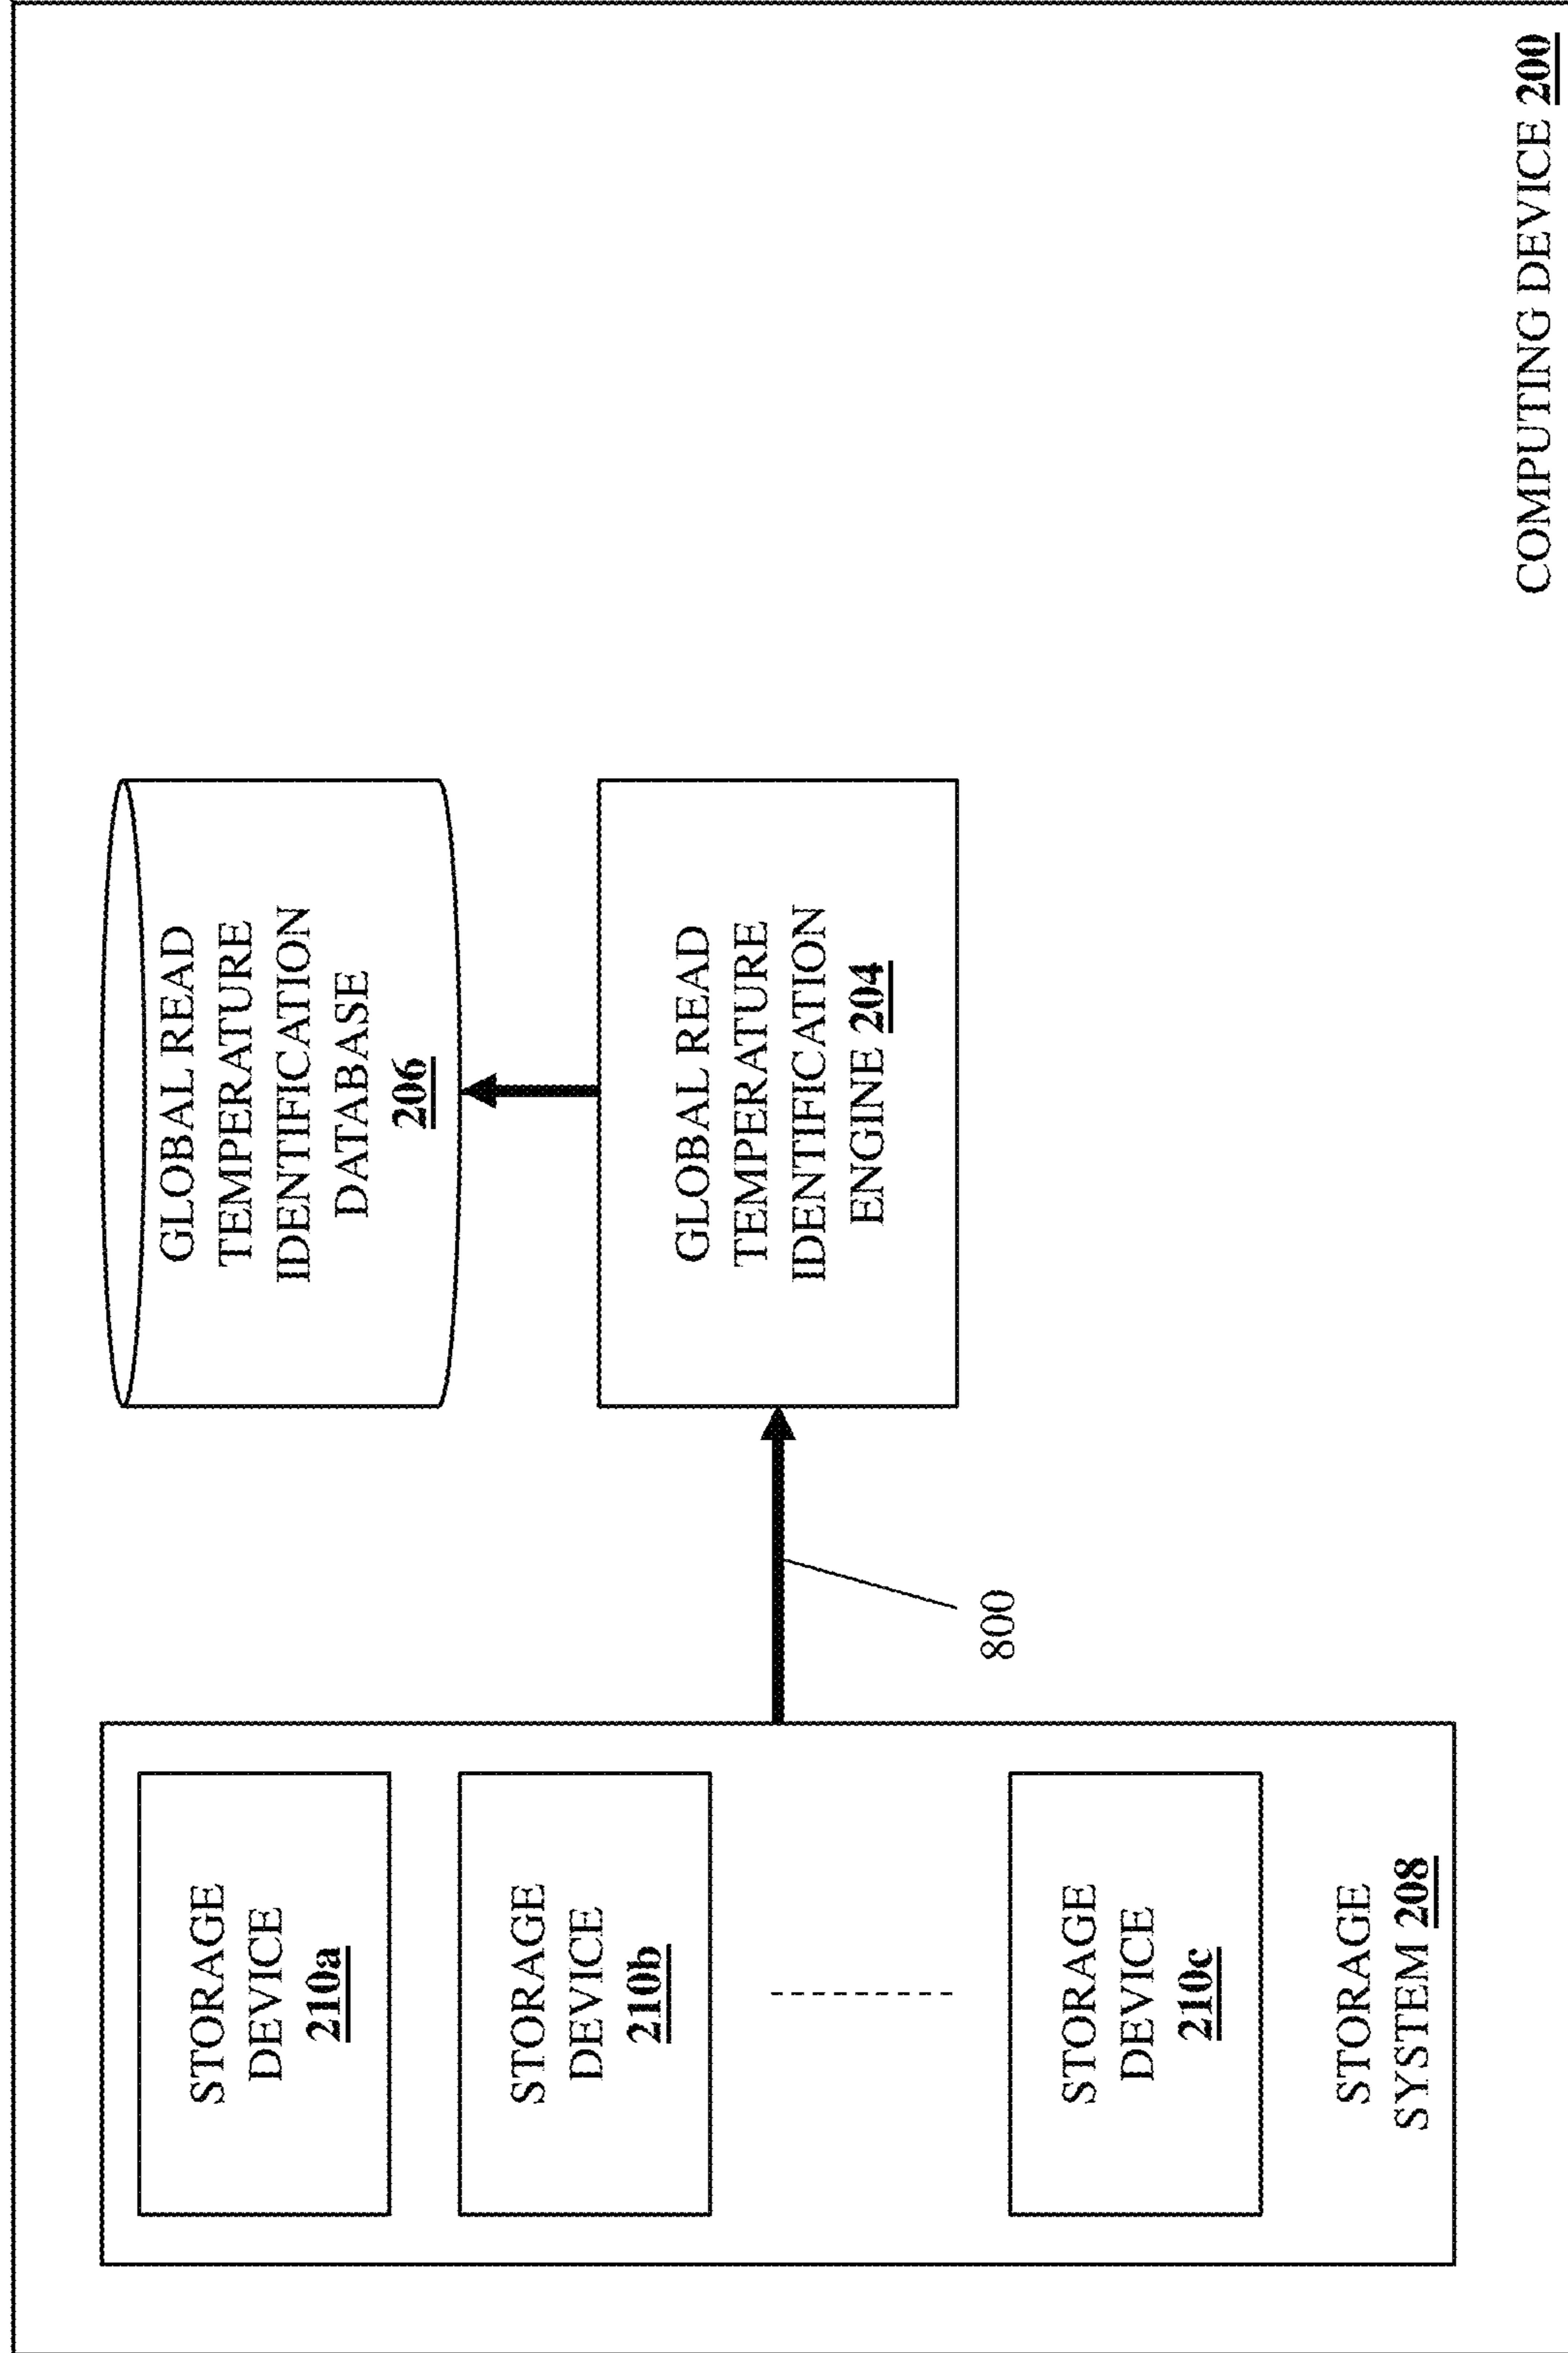 STORAGE
DEVICE
210a
STORAGE
DEVICE
210b
STORAGE
DEVICE
210c
STORAGE
SYSTEM 208
800
GLOBAL READ
TEMPERATURE
IDENTIFICATION
DATABASE
206
GLOBAL READ
TEMPERATURE
IDENTIFICATION
ENGINE 204
COMPUTING DEVICE 200